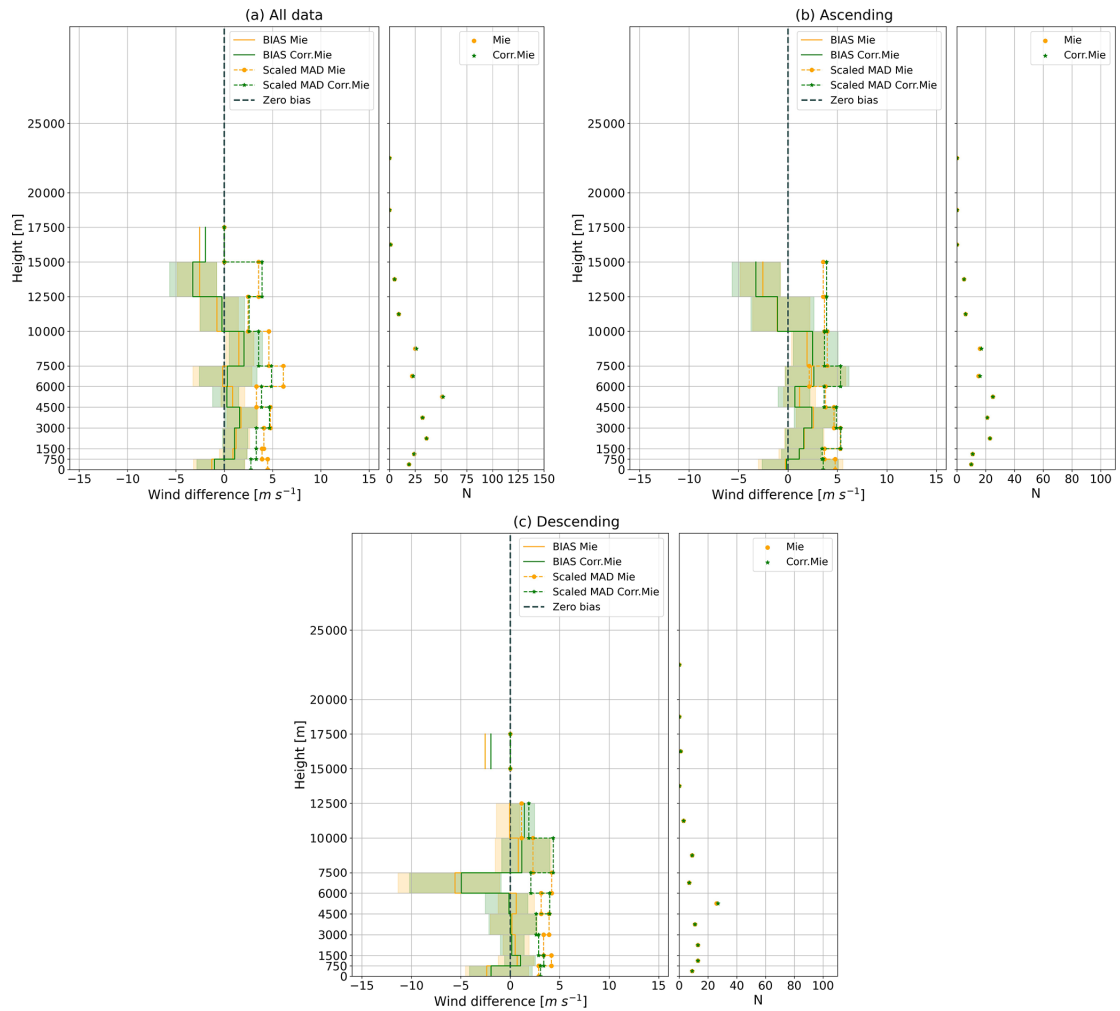 (a) All data
BIAS Mie
BIAS Corr.Mie
Scaled MAD Mie
Scaled MAD Corr.Mie
Zero bias
Mie
Corr.Mie
Height [m]
25000
20000
17500
15000
12500
10000
7500
6000
4500
3000
1500
750
0
−15 −10 −5 0 5 10 15
Wind difference [m s⁻¹]
0 25 50 75 100 125 150
N
(b) Ascending
BIAS Mie
BIAS Corr.Mie
Scaled MAD Mie
Scaled MAD Corr.Mie
Zero bias
Mie
Corr.Mie
Height [m]
25000
20000
17500
15000
12500
10000
7500
6000
4500
3000
1500
750
0
−15 −10 −5 0 5 10 15
Wind difference [m s⁻¹]
0 20 40 60 80 100
N
(c) Descending
BIAS Mie
BIAS Corr.Mie
Scaled MAD Mie
Scaled MAD Corr.Mie
Zero bias
Mie
Corr.Mie
Height [m]
25000
20000
17500
15000
12500
10000
7500
6000
4500
3000
1500
750
0
−15 −10 −5 0 5 10 15
Wind difference [m s⁻¹]
0 20 40 60 80 100
N